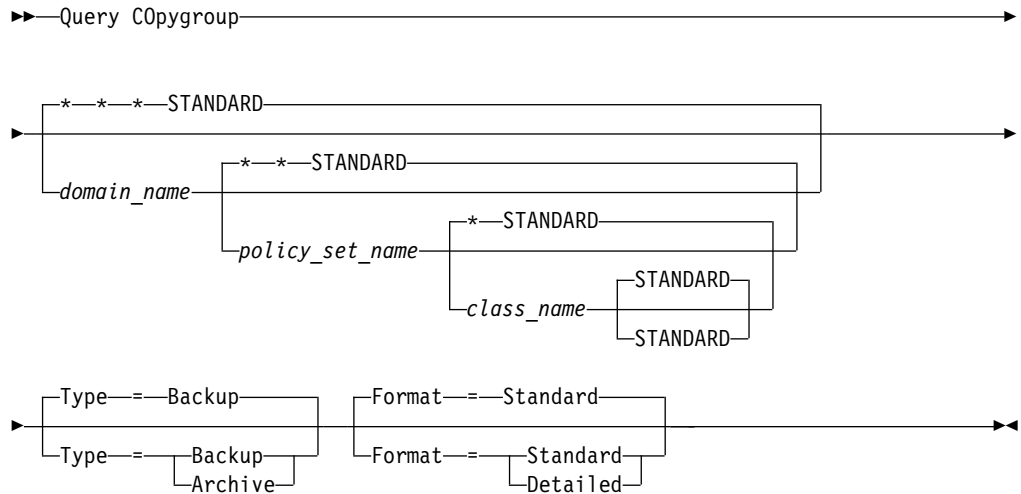 Query COpygroup
* * * STANDARD
domain_name
* * STANDARD
policy_set_name
* STANDARD
class_name
STANDARD
STANDARD
Type = Backup
Type = Backup
Archive
Format = Standard
Format = Standard
Detailed